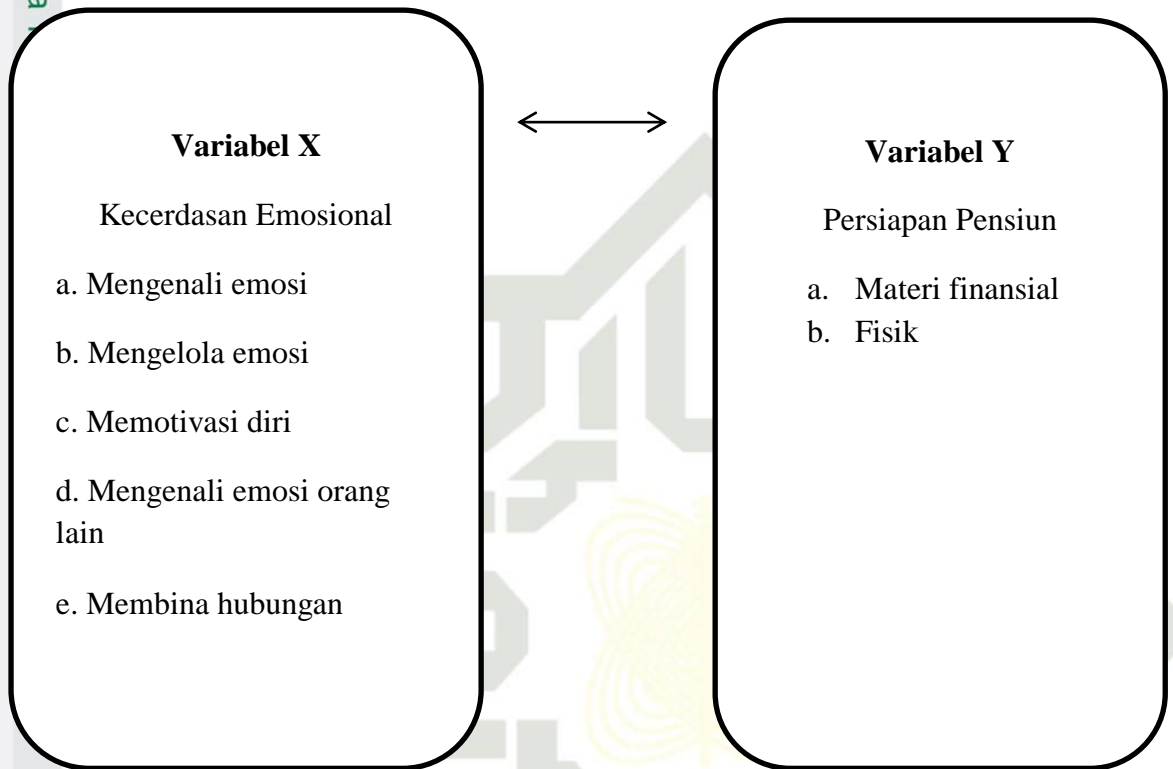 Variabel X
Kecerdasan Emosional
a. Mengenali emosi
b. Mengelola emosi
c. Memotivasi diri
d. Mengenali emosi orang
lain
e. Membina hubungan
Variabel Y
Persiapan Pensiun
a. Materi finansial
b. Fisik